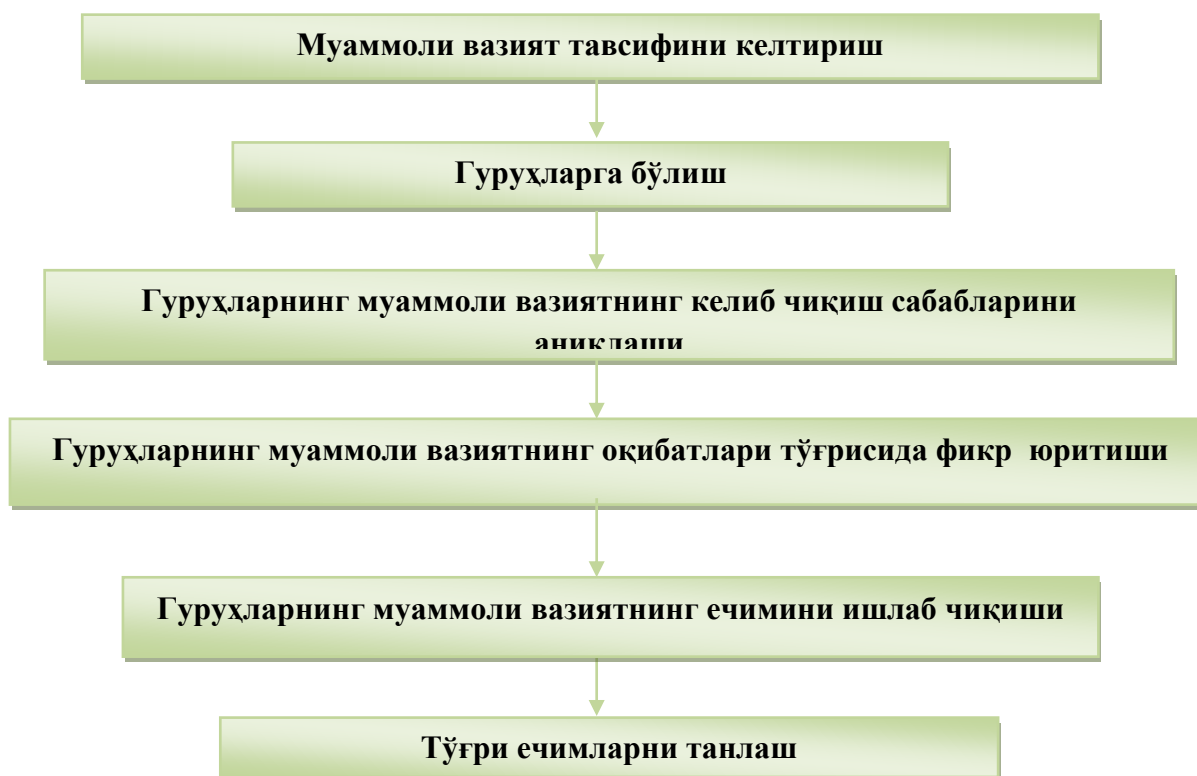 Муаммоли вазият тавсифини келтириш
Гуруҳларга бўлиш
Гуруҳларнинг муаммоли вазиятнинг келиб чиқиш сабабларини
аниқлаши
Гуруҳларнинг муаммоли вазиятнинг оқибатлари тўғрисида фикр юритиши
Гуруҳларнинг муаммоли вазиятнинг ечимини ишлаб чиқиши
Тўғри ечимларни танлаш